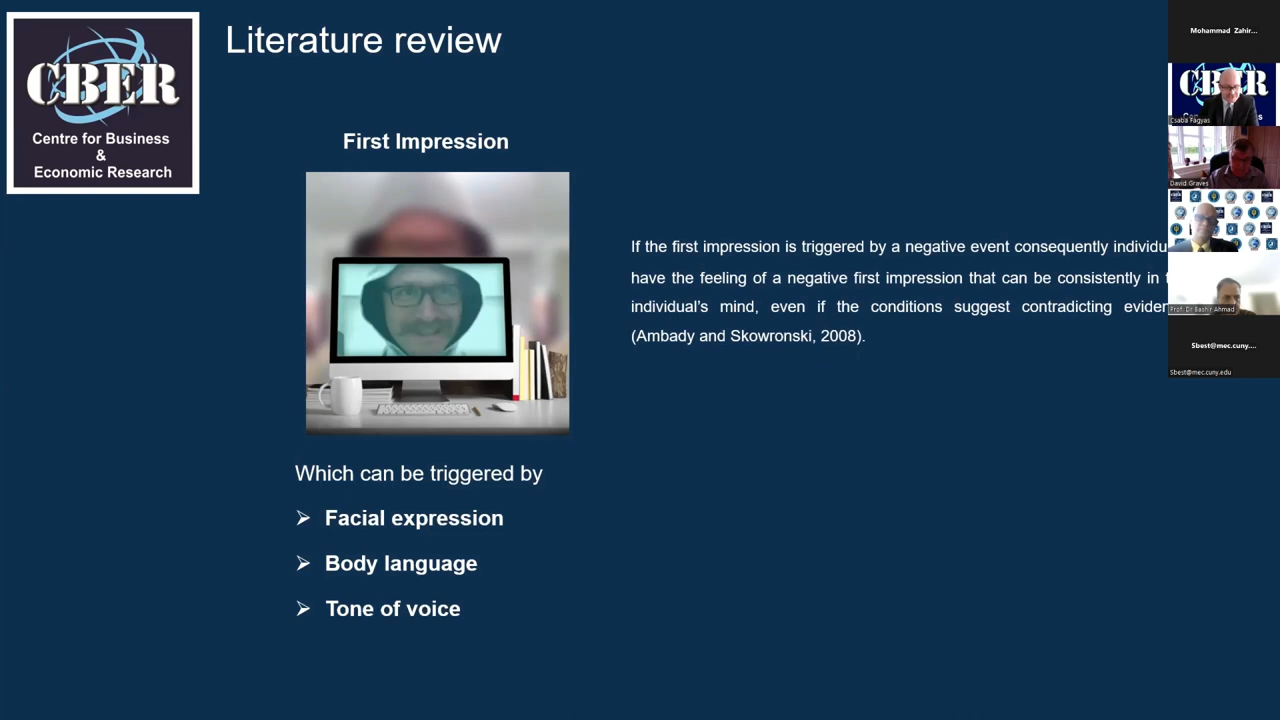 CBER
Centre for Business
&
Economic Research
Literature review
First Impression
If the first impression is triggered by a negative event consequently
have the feeling of a negative first impression that can be consistently in
individual's mind, even if the conditions suggest contradicting
(Ambady and Skowronski, 2008).
Which can be triggered by
➢ Facial expression
➢ Body language
➢ Tone of voice
Mohammad Zahir...
CBER
Csaba Fagyas
David Graves
Prof. Dr Bashir Ahmad
Sbest@mec.cuny....
Sbest@mec.cuny.edu